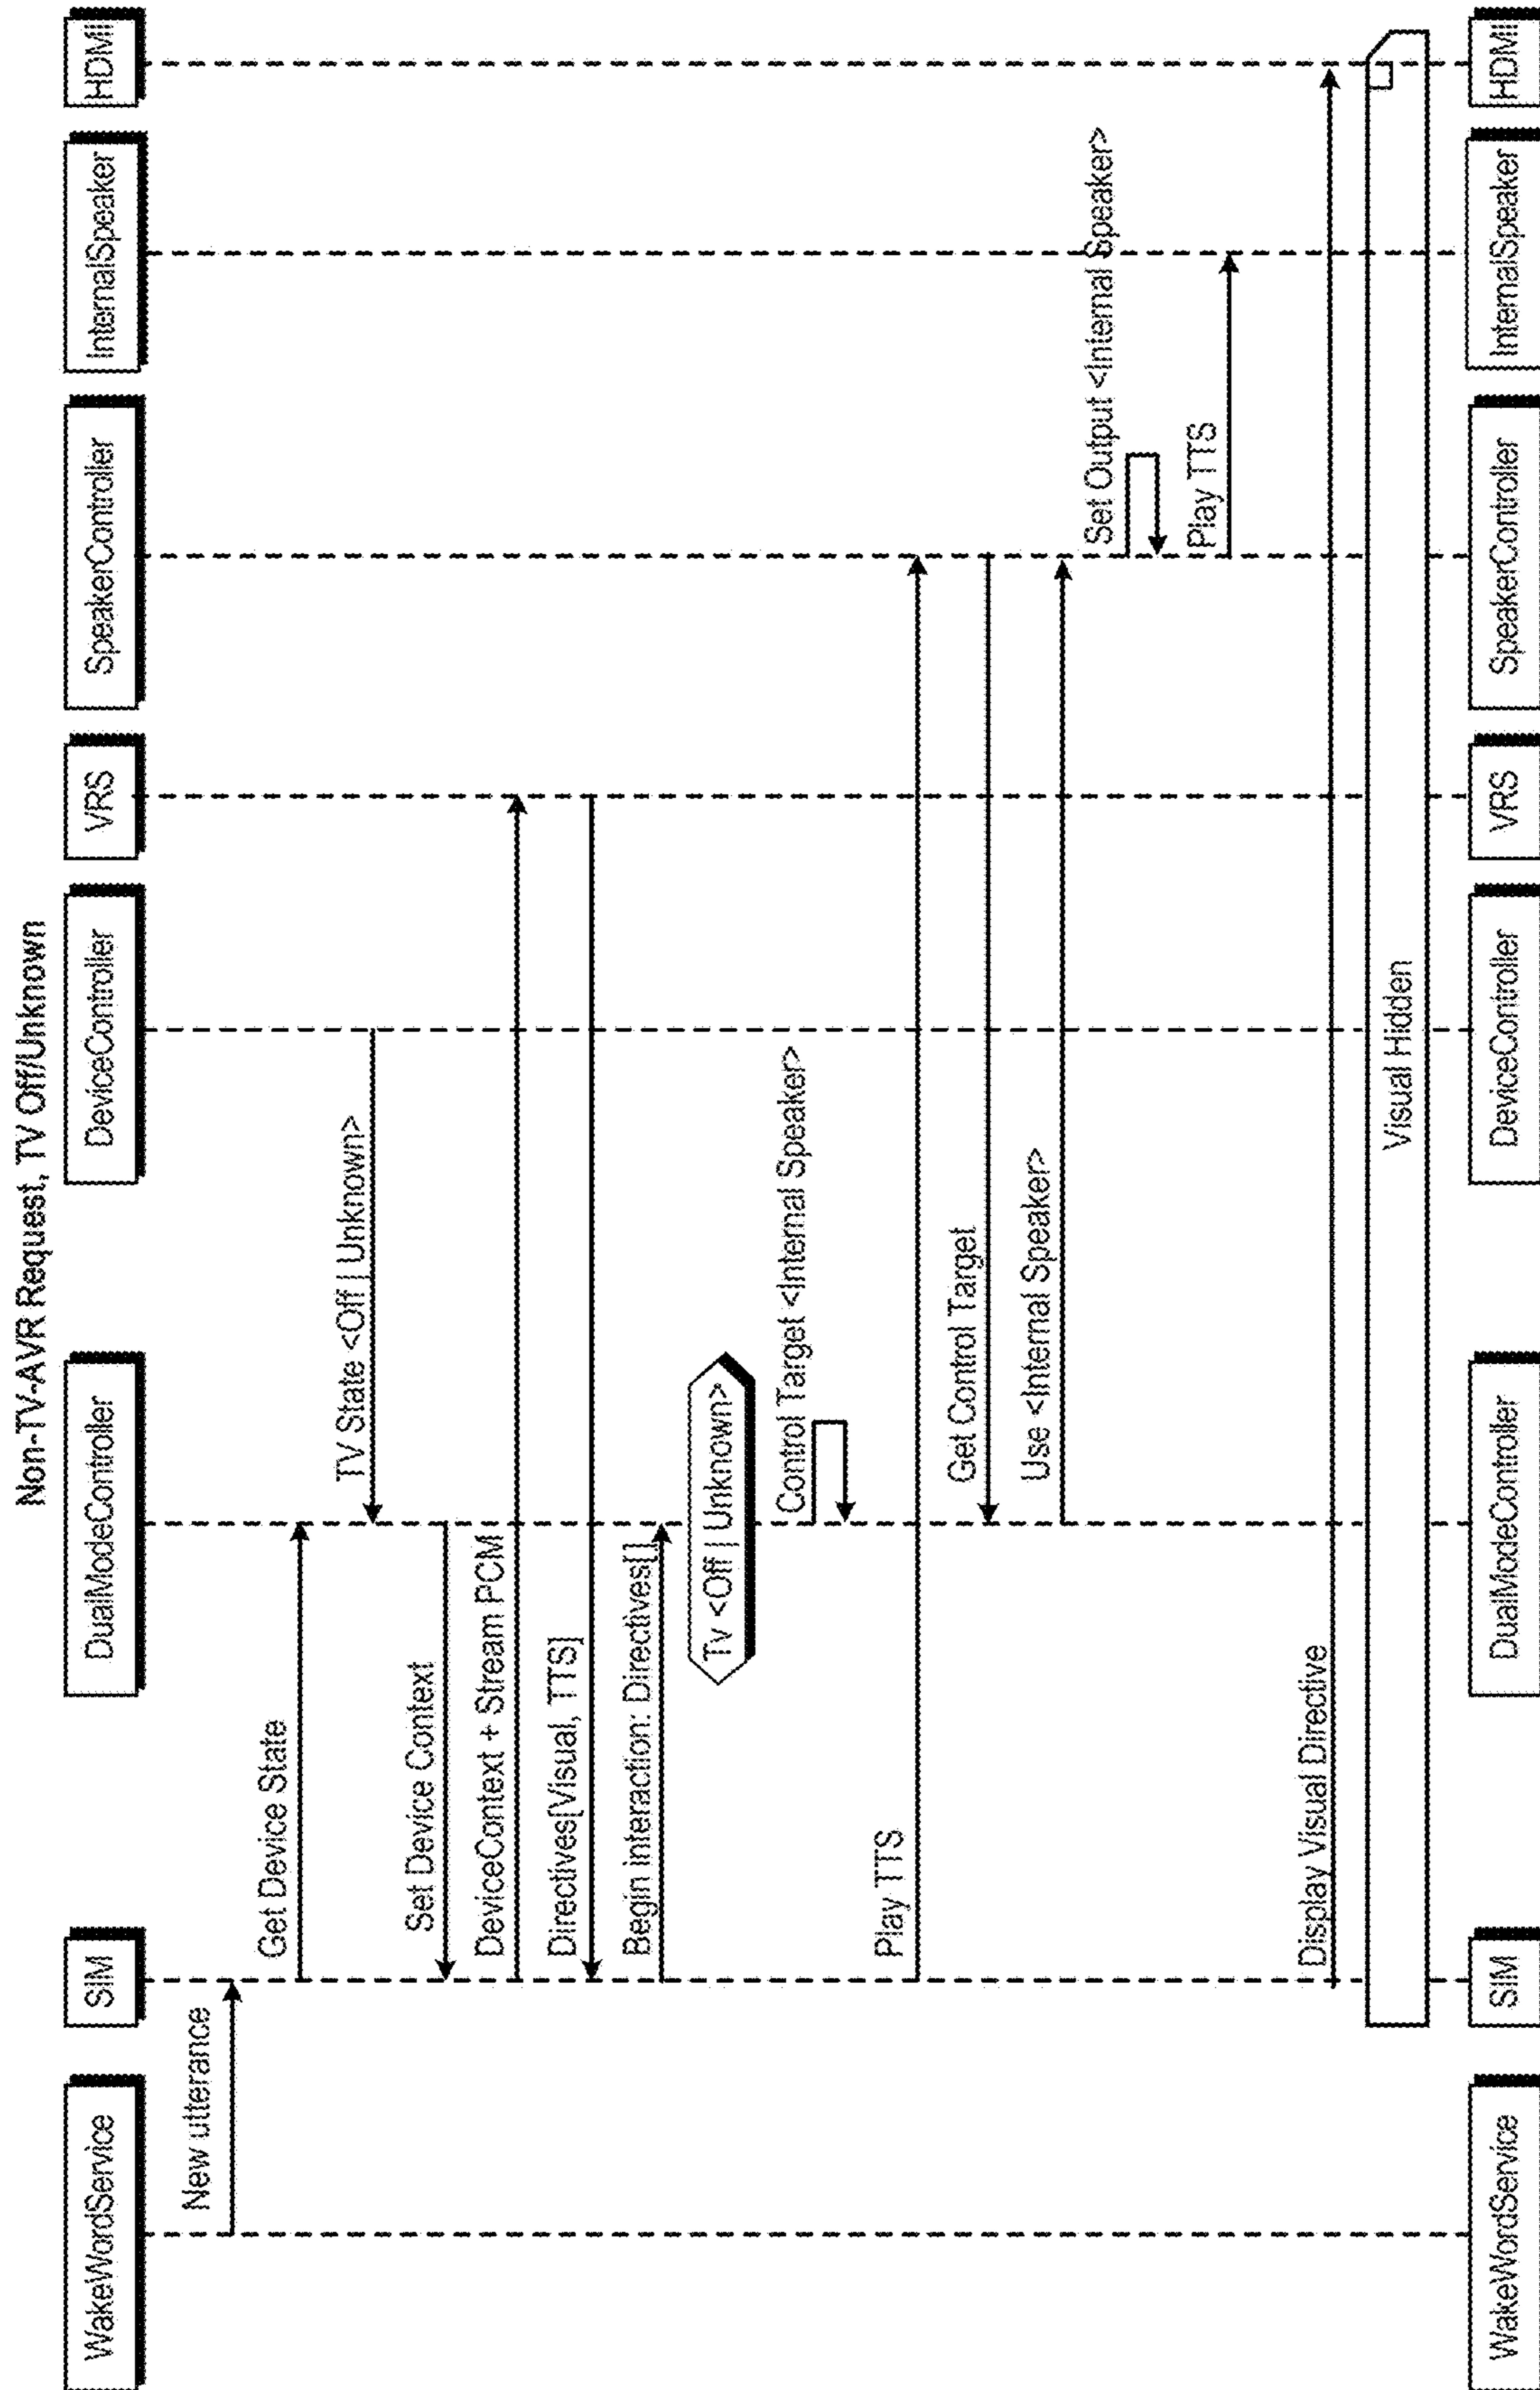 Non-TV-AVR Request, TV Off/Unknown
WakeWordService
SIM
DualModeController
DeviceController
VRS
SpeakerController
InternalSpeaker
HDMI
New utterance
Get Device State
TV State <Off | Unknown>
Set Device Context
DeviceContext + Stream PCM
Directives[Visual, TTS]
Begin interaction: Directives[]
Tv <Off | Unknown>
Control Target <Internal Speaker>
Play TTS
Get Control Target
Use <Internal Speaker>
Set Output <Internal Speaker>
Play TTS
Display Visual Directive
Visual Hidden
WakeWordService
SIM
DualModeController
DeviceController
VRS
SpeakerController
InternalSpeaker
HDMI